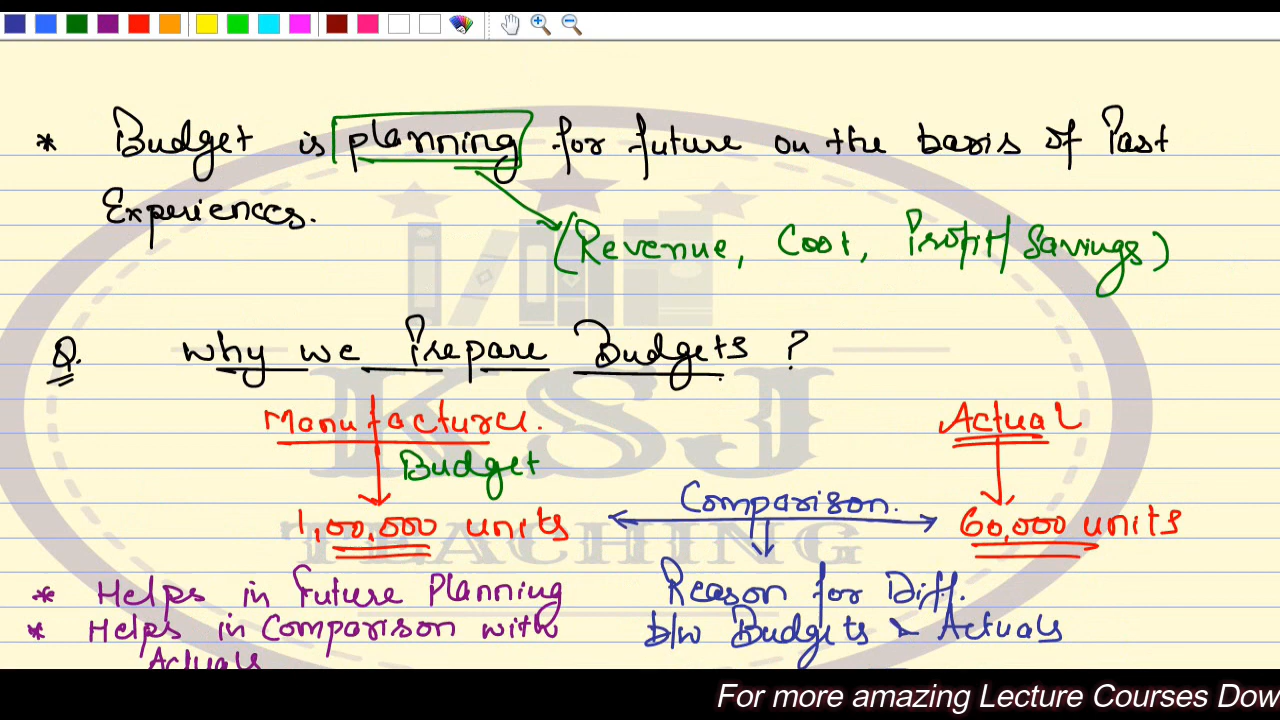 * Budget is planning for future on the basis of Past
Experiences.
(Revenue, Cost, Profit/Savings)
Q. Why we Prepare Budgets ?
Manufacturer. Actual
Budget
1,00,000 units Comparison. 60,000 units
* Helps in Future Planning Reason for Diff.
* Helps in Comparison with b/w Budgets & Actuals
Actuals
KSJ
TEACHING
For more amazing Lecture Courses Dow